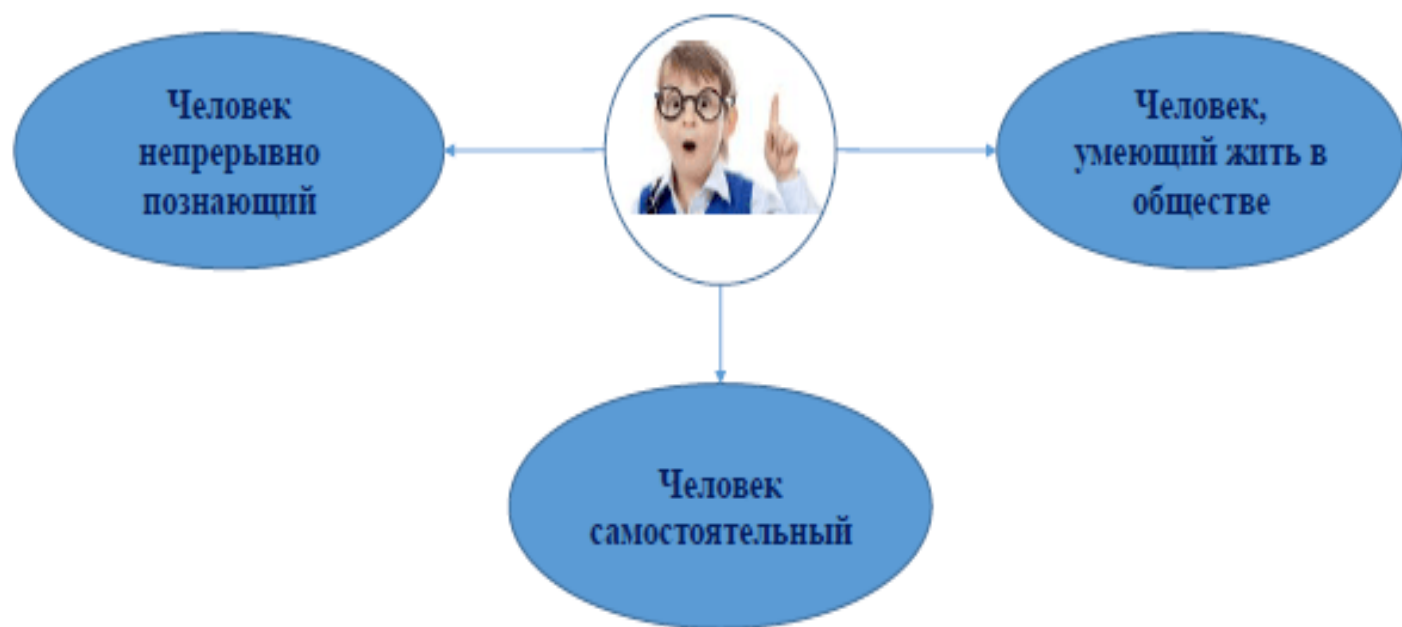 Человек
непрерывно
познающий
Человек,
умеющий жить в
обществе
Человек
самостоятельный